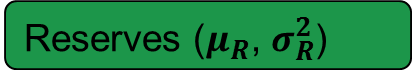 Reserves (𝝁_R, 𝝈_R^2)